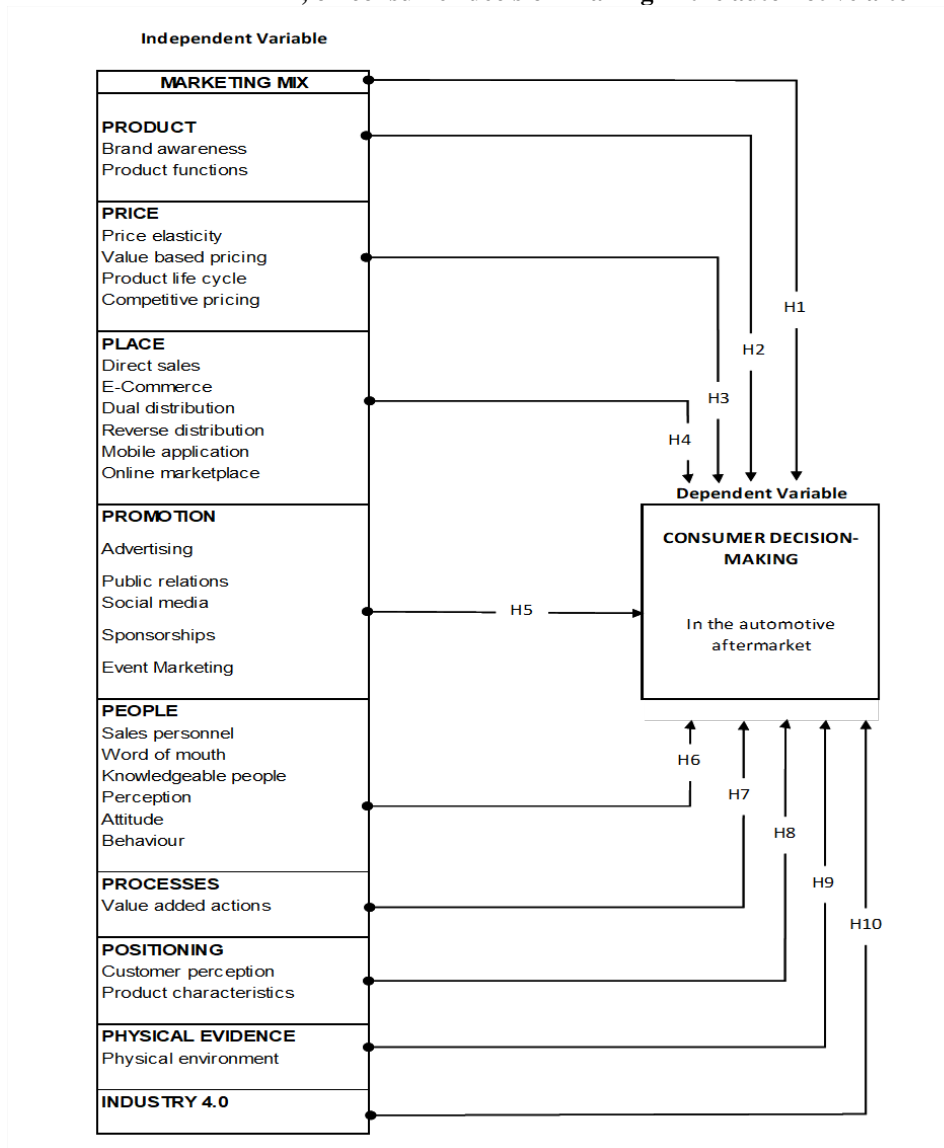 Independent Variable
MARKETING MIX
PRODUCT
Brand awareness
Product functions
PRICE
Price elasticity
Value based pricing
Product life cycle
Competitive pricing
PLACE
Direct sales
E-Commerce
Dual distribution
Reverse distribution
Mobile application
Online marketplace
PROMOTION
Advertising
Public relations
Social media
Sponsorships
Event Marketing
PEOPLE
Sales personnel
Word of mouth
Knowledgeable people
Perception
Attitude
Behaviour
PROCESSES
Value added actions
POSITIONING
Customer perception
Product characteristics
PHYSICAL EVIDENCE
Physical environment
INDUSTRY 4.0
H1
H2
H3
H4
Dependent Variable
CONSUMER DECISION-
MAKING
In the automotive
aftermarket
H5
H6
H7
H8
H9
H10